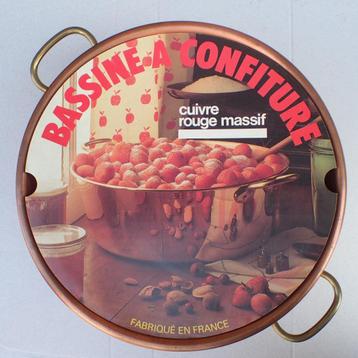 BASSINE A CONFITURE
cuivre
rouge massif
FABRIQUÉ EN FRANCE